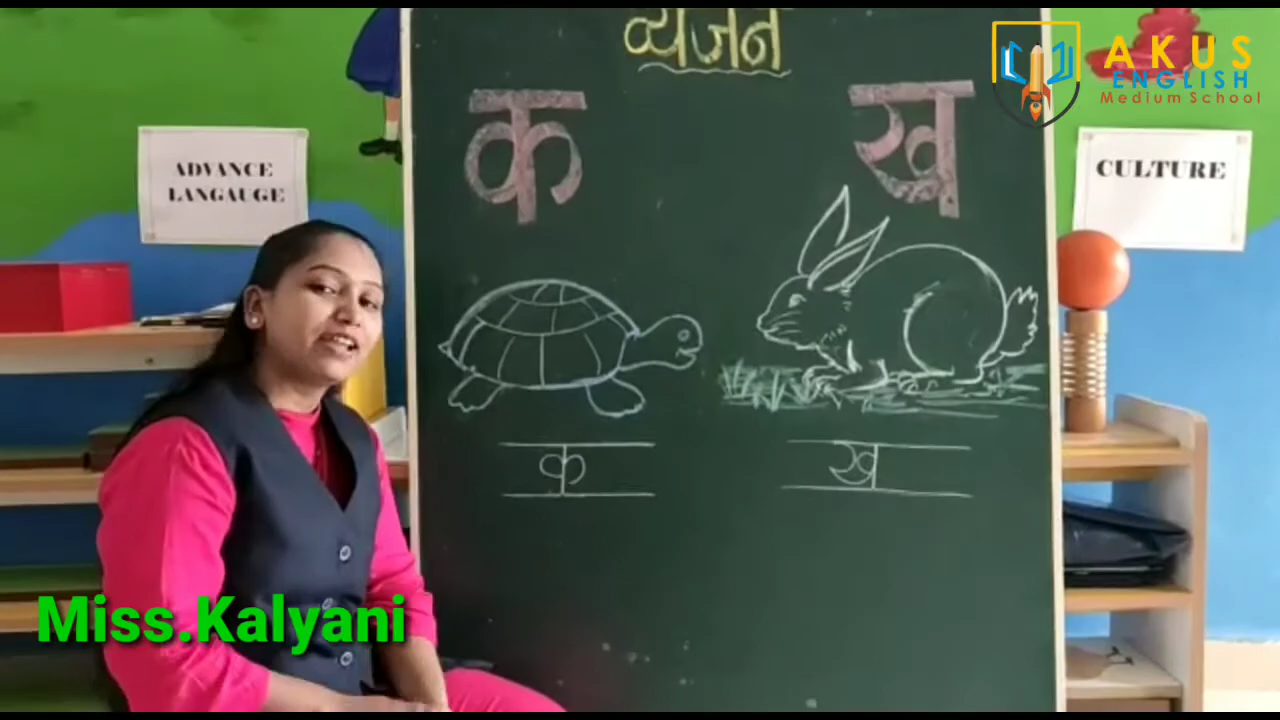 व्यंजन
क
ख
AKUS
ENGLISH
Medium School
ADVANCE
LANGAUGE
CULTURE
क
ख
Miss.Kalyani